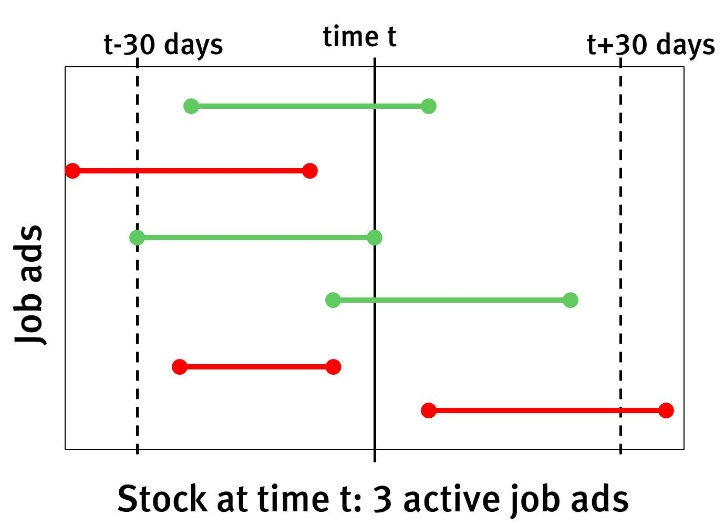 t-30 days
time t
t+30 days
Job ads
Stock at time t: 3 active job ads